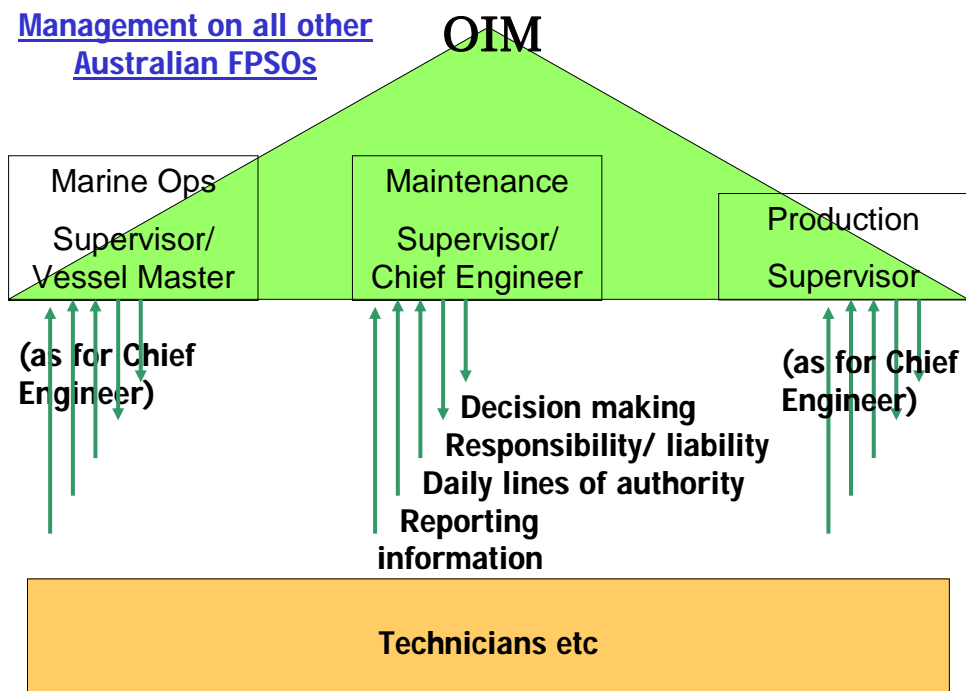 Management on all other
Australian FPSOs
OIM
Marine Ops
Supervisor/
Vessel Master
Maintenance
Supervisor/
Chief Engineer
Production
Supervisor
(as for Chief
Engineer)
(as for Chief
Engineer)
Decision making
Responsibility/ liability
Daily lines of authority
Reporting
information
Technicians etc